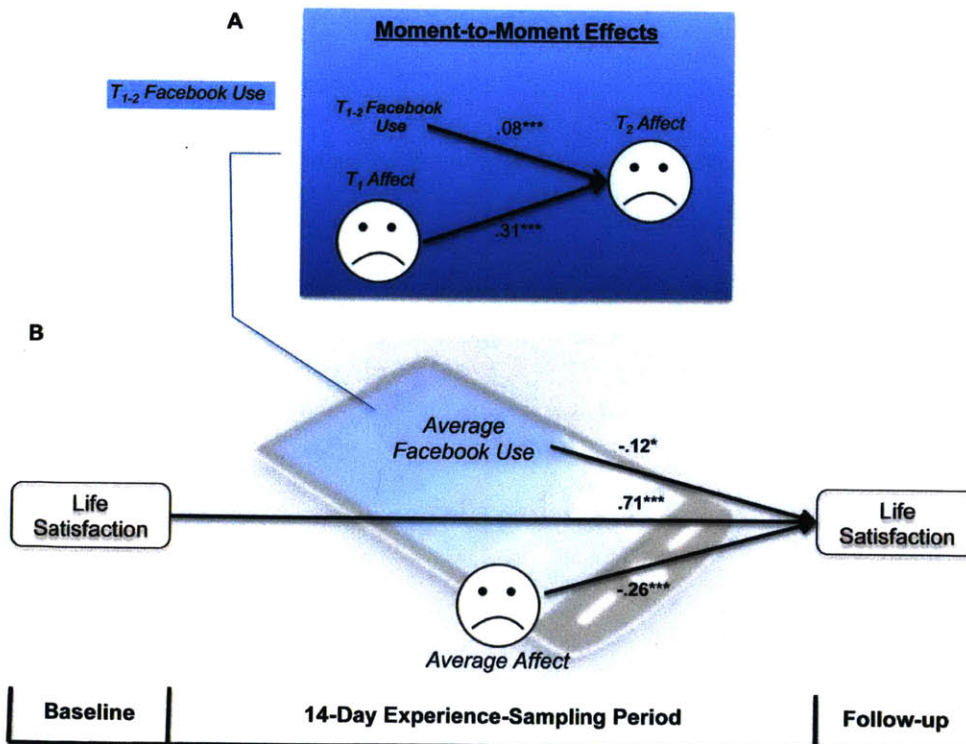 A
Moment-to-Moment Effects
T1-2 Facebook Use
T1-2 Facebook
Use
.08***
T2 Affect
T1 Affect
.31***
B
Average
Facebook Use
-.12*
Life
Satisfaction
.71***
Life
Satisfaction
-.26***
Average Affect
Baseline
14-Day Experience-Sampling Period
Follow-up